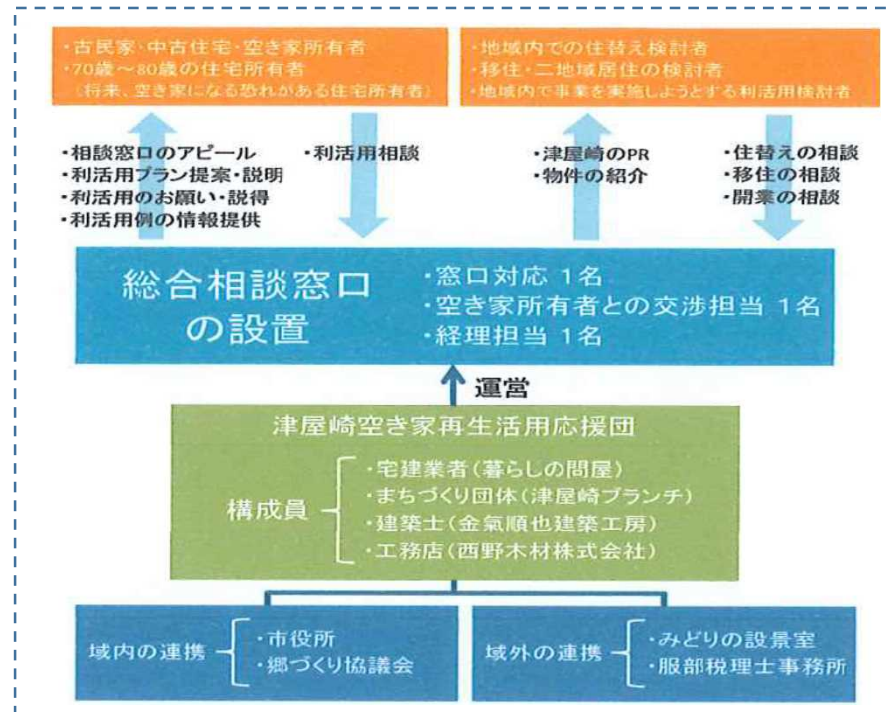 ・古民家・中古住宅・空き家所有者
・70歳～80歳の住宅所有者
（将来、空き家になる恐れがある住宅所有者）
・地域内での住替え検討者
・移住・二地域居住の検討者
・地域内で事業を実施しようとする利活用検討者
・相談窓口のアピール
・利活用プラン提案・説明
・利活用のお願い・説得
・利活用例の情報提供
・利活用相談
・津屋崎のPR
・物件の紹介
・住替えの相談
・移住の相談
・開業の相談
総合相談窓口
の設置
・窓口対応 1名
・空き家所有者との交渉担当 1名
・経理担当 1名
運営
津屋崎空き家再生活用応援団
構成員
・宅建業者(暮らしの問屋)
・まちづくり団体(津屋崎ブランチ)
・建築士(金氣順也建築工房)
・工務店(西野木材株式会社)
域内の連携
・市役所
・郷づくり協議会
域外の連携
・みどりの設景室
・服部税理士事務所